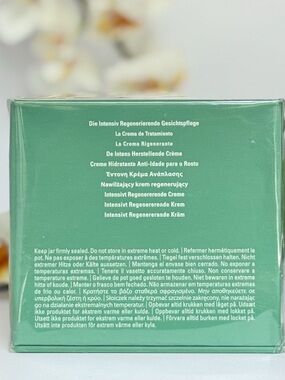 Die Intensiv Regenerierende Gesichtspflege
La Crema de Tratamiento
La Crema Rigenerante
De Intens Herstellende Crème
Creme Hidratante Anti-Idade para o Rosto
Έντονη Κρέμα Ανάπλασης
Nawilżający krem regenerujący
Intensivt Regenererende Creme
Intensivt Regenererende Krem
Intensivt Regenererande Kräm
Keep jar firmly sealed. Do not store in extreme heat or cold. | Refermer hermétiquement le
pot. Ne pas exposer à des températures extrêmes. | Tiegel fest verschlossen halten. Nicht
extremer Hitze oder Kälte aussetzen. | Mantenga el envase bien cerrado. No exponer a
temperaturas extremas. | Tenere il vasetto accuratamente chiuso. Non conservare a
temperature estreme. | Gelieve de pot goed gesloten te houden. Niet bewaren in extreme
hitte of koude. | Manter o frasco bem fechado. Não armazenar em temperaturas extremas
de frio ou calor. | Κρατήστε το βάζο σταθερά σφραγισμένο. Μην αποθηκεύετε σε
υπερβολική ζέστη ή κρύο. | Słoiczek należy trzymać szczelnie zakręcony, nie narażając
go na działanie ekstremalnych temperatur. | Opbevar altid krukken med låget på.
Udsæt ikke produktet for ekstrem varme eller kulde. | Oppbevar alltid krukken lukket.
Utsett ikke produktet for ekstrem varme eller kulde. | Förvara alltid burken med locket på.
Utsätt inte produkten för extrem värme eller kyla.